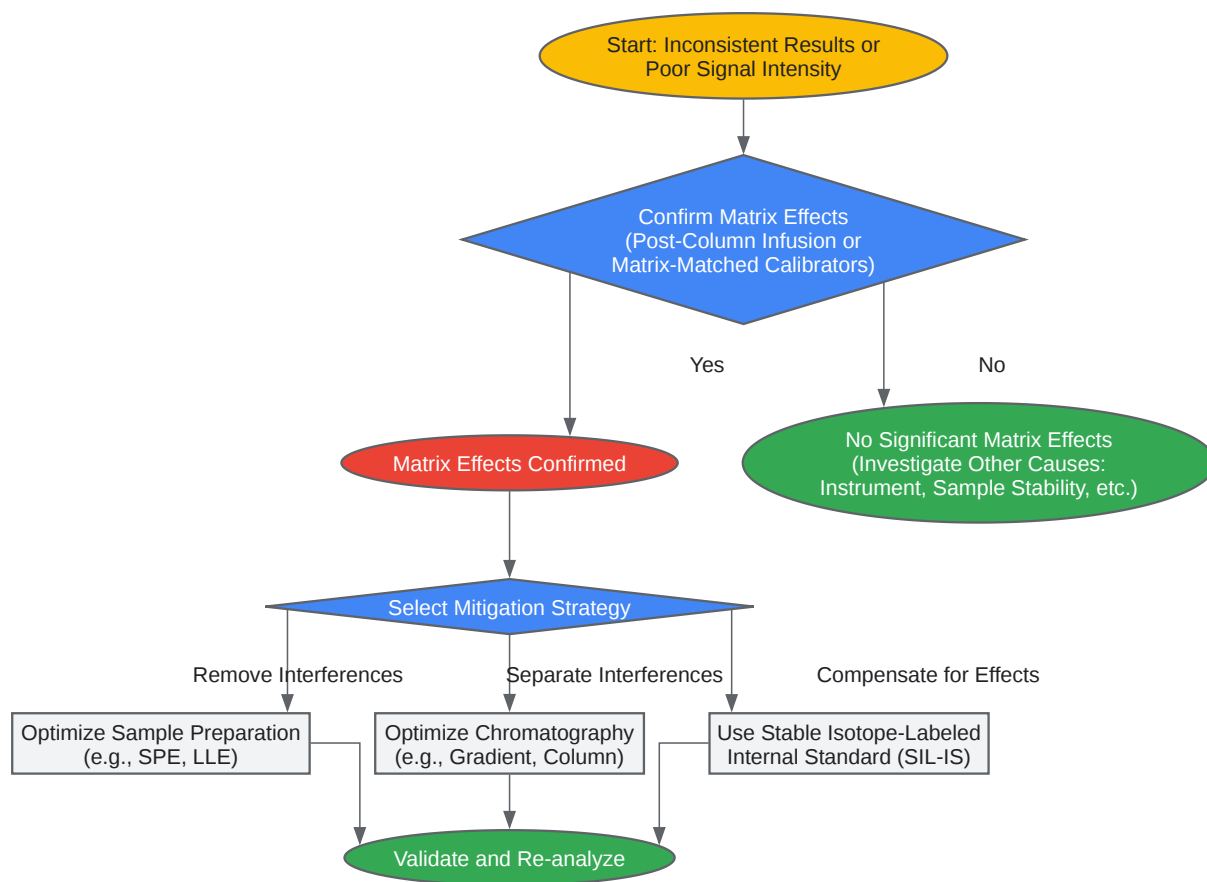 Start: Inconsistent Results or
Poor Signal Intensity
Confirm Matrix Effects
(Post-Column Infusion or
Matrix-Matched Calibrators)
Yes
No
Matrix Effects Confirmed
No Significant Matrix Effects
(Investigate Other Causes:
Instrument, Sample Stability, etc.)
Select Mitigation Strategy
Remove Interferences
Separate Interferences
Compensate for Effects
Optimize Sample Preparation
(e.g., SPE, LLE)
Optimize Chromatography
(e.g., Gradient, Column)
Use Stable Isotope-Labeled
Internal Standard (SIL-IS)
Validate and Re-analyze